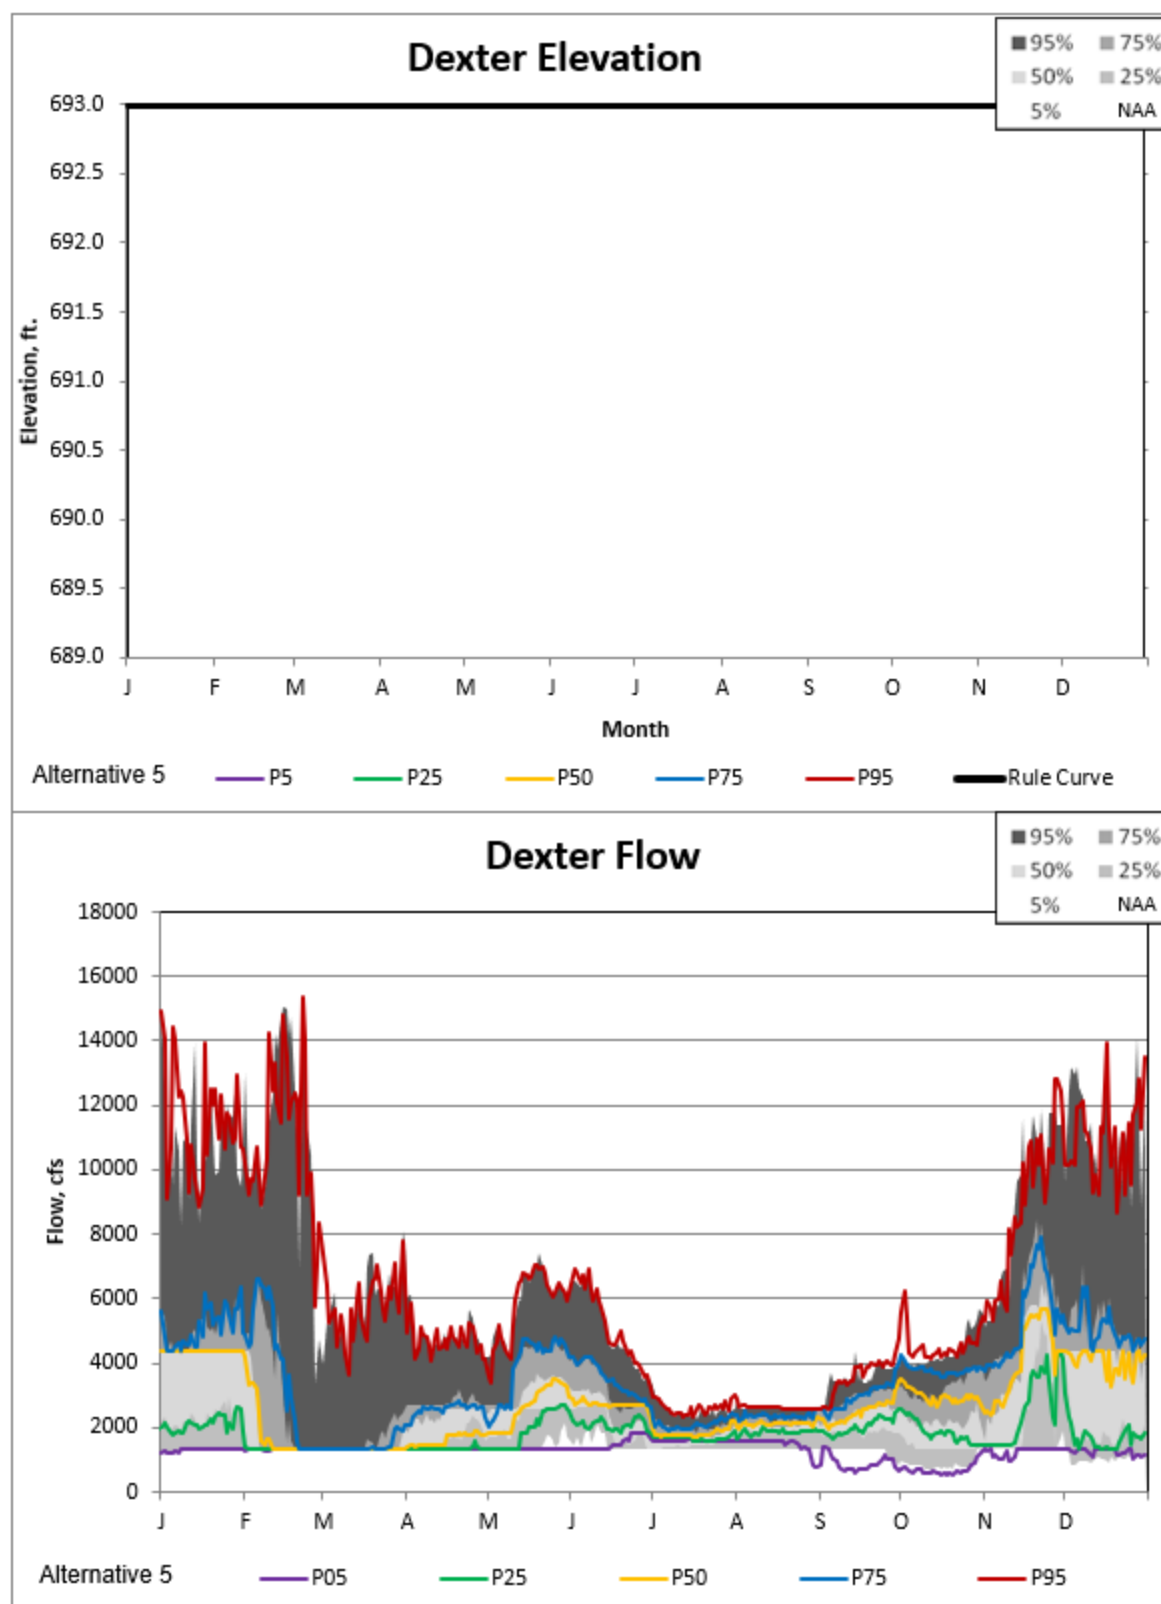 Dexter Elevation
95% 75%
50% 25%
5% NAA
693.0
692.5
692.0
691.5
691.0
690.5
690.0
689.5
689.0
Elevation, ft.
J F M A M J J A S O N D
Month
Alternative 5 P5 P25 P50 P75 P95 Rule Curve
Dexter Flow
95% 75%
50% 25%
5% NAA
18000
16000
14000
12000
10000
8000
6000
4000
2000
0
Flow, cfs
J F M A M J J A S O N D
Alternative 5 P05 P25 P50 P75 P95